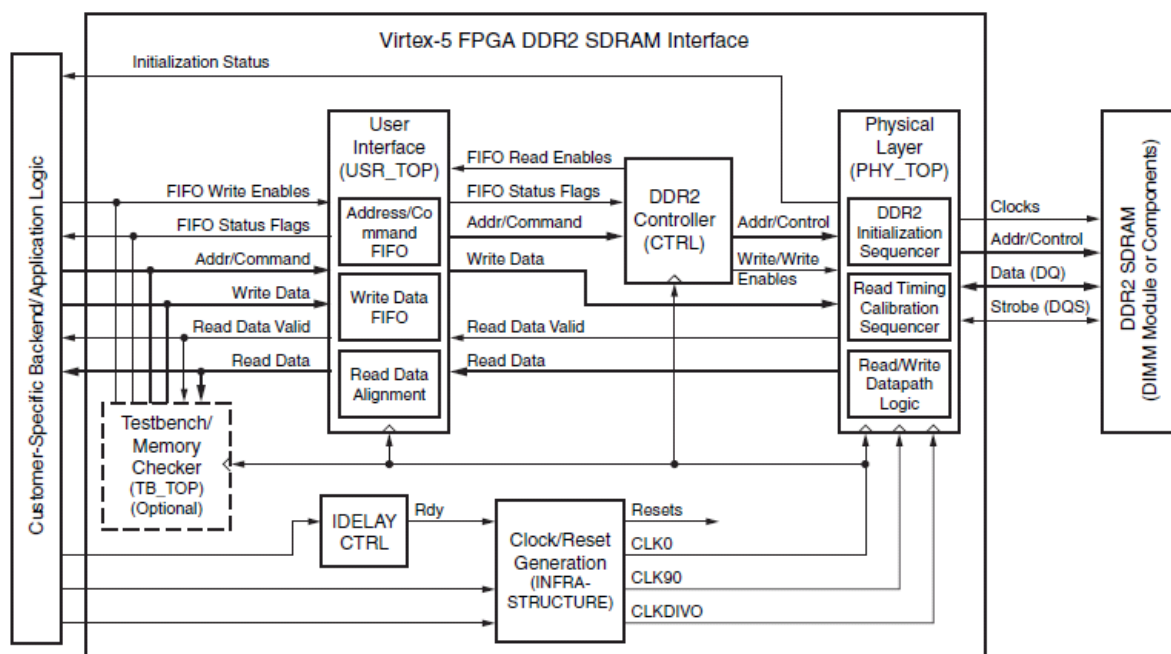 Virtex-5 FPGA DDR2 SDRAM Interface
Initialization Status
Customer-Specific Backend/Application Logic
FIFO Write Enables
FIFO Status Flags
Addr/Command
Write Data
Read Data Valid
Read Data
Testbench/
Memory
Checker
(TB_TOP)
(Optional)
User
Interface
(USR_TOP)
Address/Co
mmand
FIFO
Write Data
FIFO
Read Data
Alignment
FIFO Read Enables
FIFO Status Flags
Addr/Command
Write Data
Read Data Valid
Read Data
DDR2
Controller
(CTRL)
Addr/Control
Write/Write
Enables
Physical
Layer
(PHY_TOP)
DDR2
Initialization
Sequencer
Read Timing
Calibration
Sequencer
Read/Write
Datapath
Logic
Clocks
Addr/Control
Data (DQ)
Strobe (DQS)
DDR2 SDRAM
(DIMM Module or Components)
IDELAY
CTRL
Rdy
Clock/Reset
Generation
(INFRA-
STRUCTURE)
Resets
CLK0
CLK90
CLKDIVO